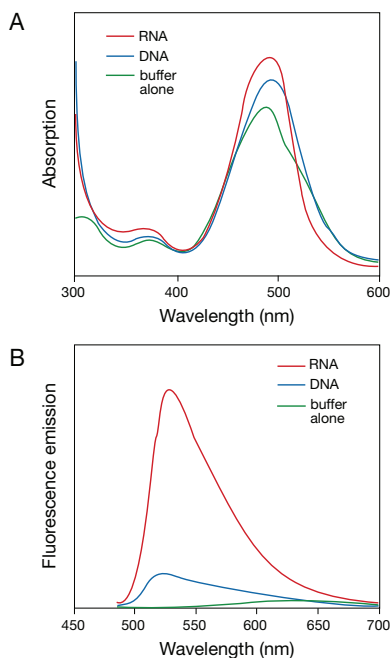 A
RNA
DNA
buffer
alone
Absorption
300
400
500
600
Wavelength (nm)
B
RNA
DNA
buffer
alone
Fluorescence emission
450
500
550
600
650
700
Wavelength (nm)